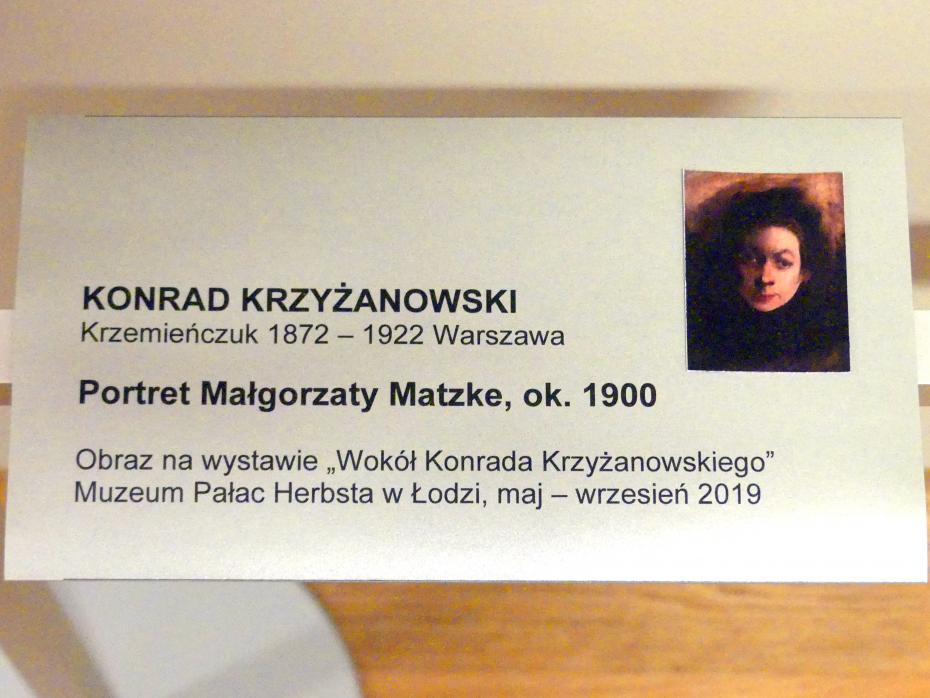 KONRAD KRZYŻANOWSKI
Krzemieńczuk 1872 – 1922 Warszawa
Portret Małgorzaty Matzke, ok. 1900
Obraz na wystawie „Wokół Konrada Krzyżanowskiego”
Muzeum Pałac Herbsta w Łodzi, maj – wrzesień 2019